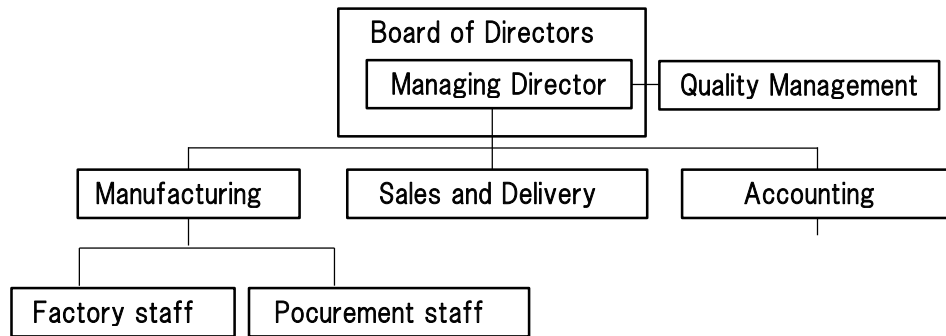 Board of Directors
Managing Director
Quality Management
Manufacturing
Sales and Delivery
Accounting
Factory staff
Pocurement staff